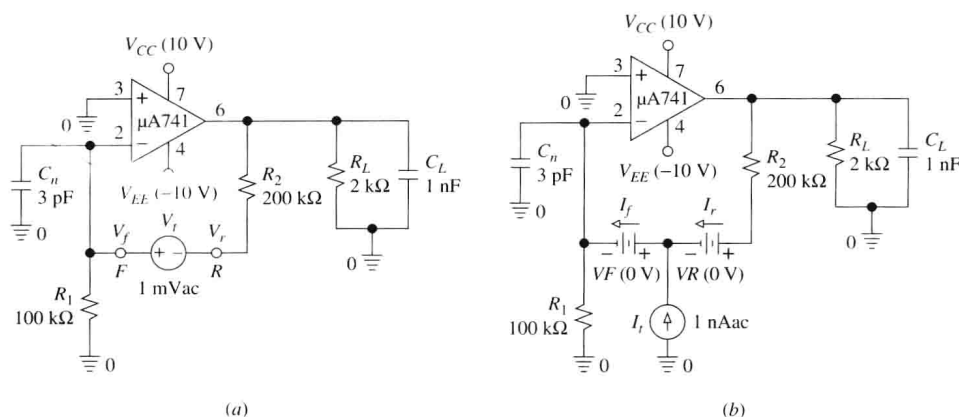 V_CC (10 V)
3
+
7
μA741
6
0
2
−
4
C_n
3 pF
V_EE (−10 V)
R_2
200 kΩ
R_L
2 kΩ
C_L
1 nF
0
V_f
V_t
V_r
+ −
F
R
1 mVac
0
R_1
100 kΩ
0
(a)
V_CC (10 V)
3
+
7
μA741
6
0
2
−
4
C_n
3 pF
V_EE (−10 V)
R_2
200 kΩ
R_L
2 kΩ
C_L
1 nF
0
I_f
I_r
− + − +
VF (0 V)
VR (0 V)
0
R_1
100 kΩ
I_t
1 nAac
0
0
(b)